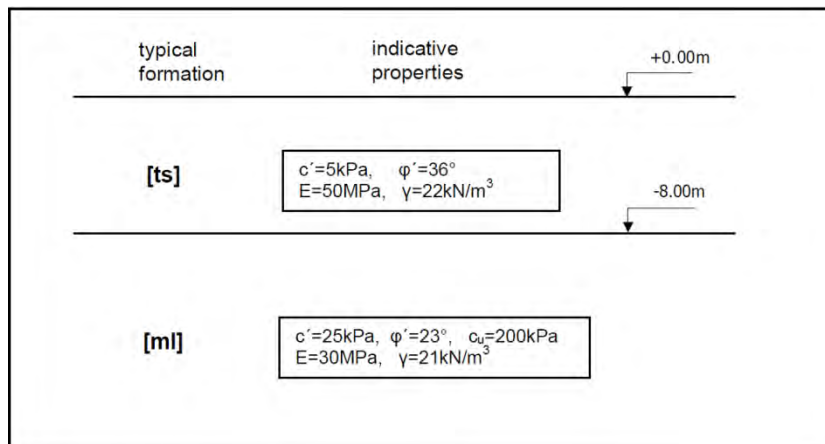 typical formation
indicative properties
+0.00m
[ts]
c´=5kPa, φ´=36°
E=50MPa, γ=22kN/m³
-8.00m
[ml]
c´=25kPa, φ´=23°, cᵤ=200kPa
E=30MPa, γ=21kN/m³